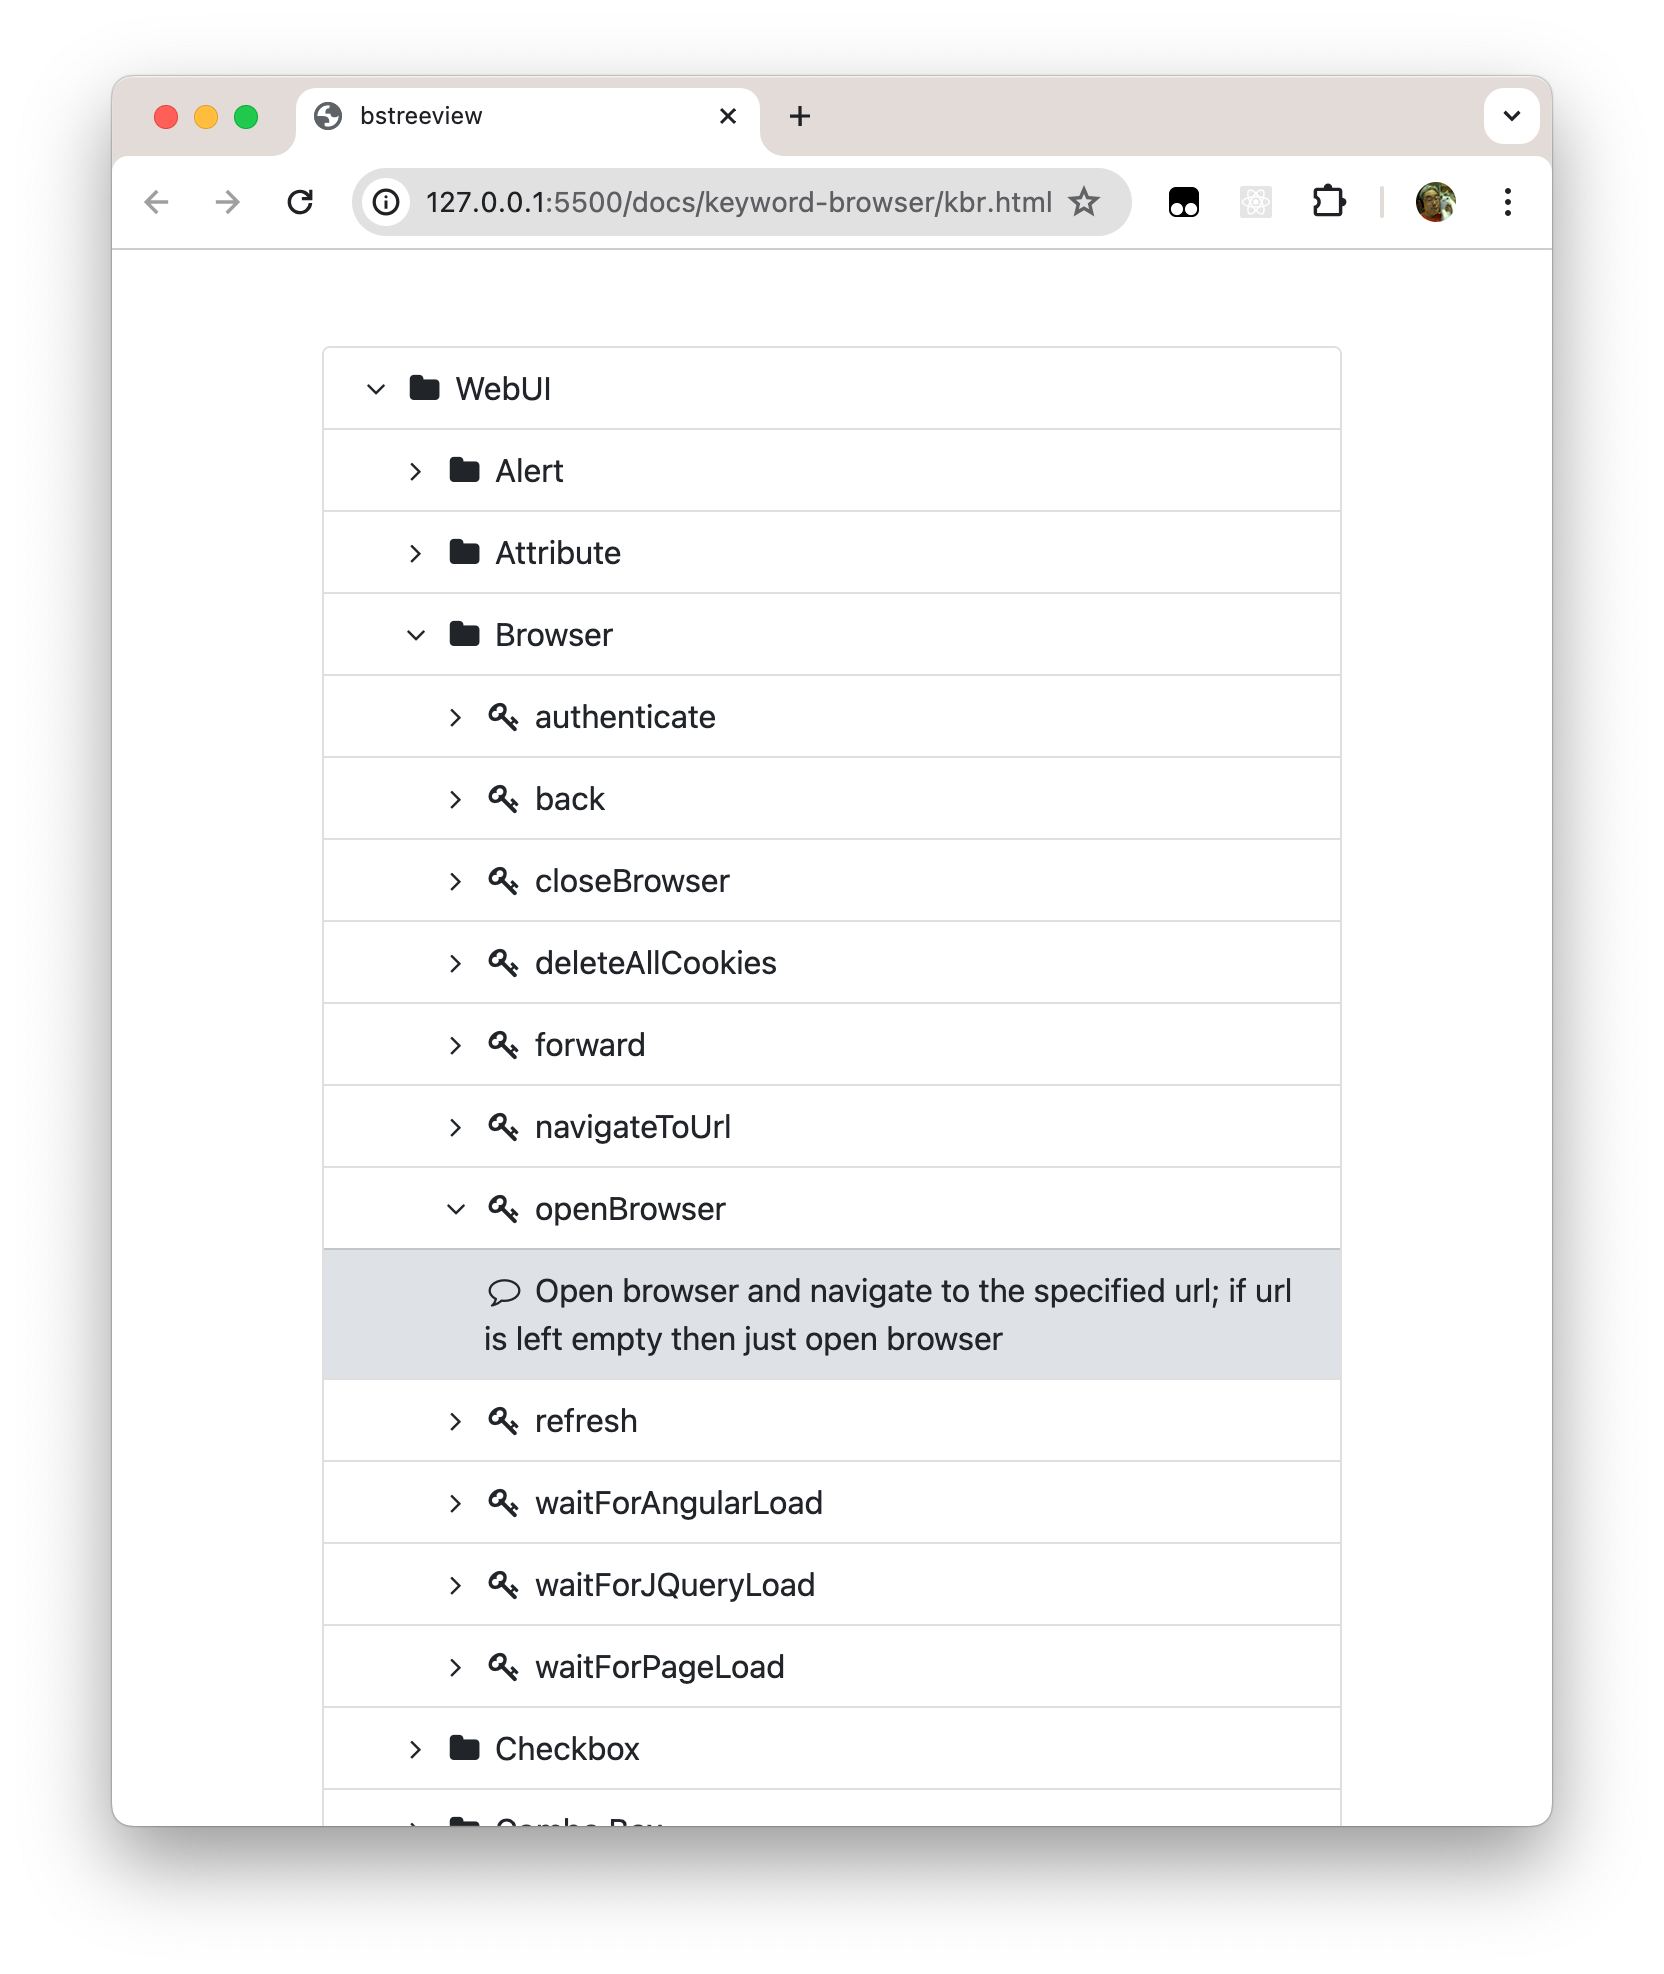 bstreeview
127.0.0.1:5500/docs/keyword-browser/kbr.html
WebUI
Alert
Attribute
Browser
authenticate
back
closeBrowser
deleteAllCookies
forward
navigateToUrl
openBrowser
Open browser and navigate to the specified url; if url
is left empty then just open browser
refresh
waitForAngularLoad
waitForJQueryLoad
waitForPageLoad
Checkbox
Combo Box